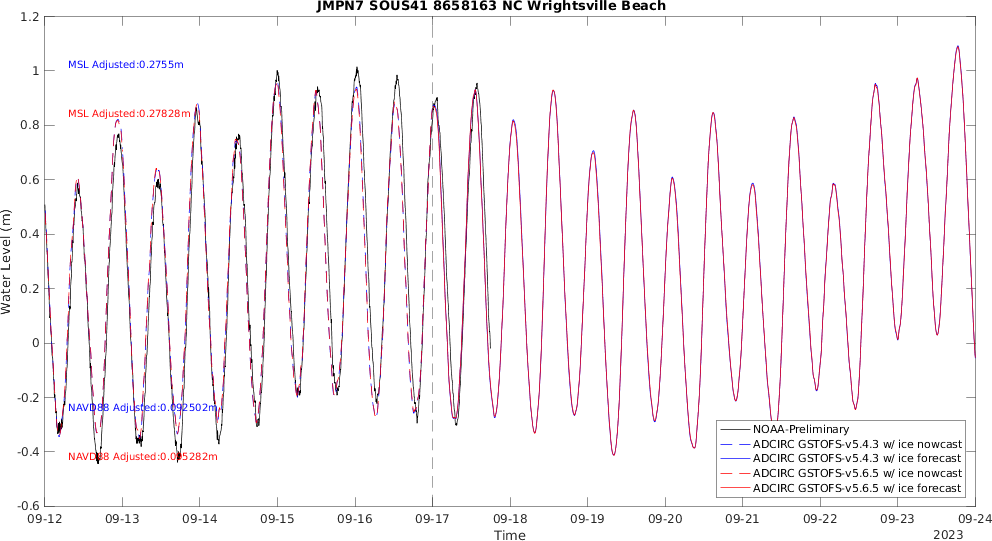 JMPN7 SOUS41 8658163 NC Wrightsville Beach
1.2
1
0.8
0.6
0.4
0.2
0
-0.2
-0.4
-0.6
Water Level (m)
MSL Adjusted:0.2755m
MSL Adjusted:0.27828m
NAVD88 Adjusted:0.092502m
NAVD88 Adjusted:0.095282m
NOAA-Preliminary
ADCIRC GSTOFS-v5.4.3 w/ ice nowcast
ADCIRC GSTOFS-v5.4.3 w/ ice forecast
ADCIRC GSTOFS-v5.6.5 w/ ice nowcast
ADCIRC GSTOFS-v5.6.5 w/ ice forecast
09-12 09-13 09-14 09-15 09-16 09-17 09-18 09-19 09-20 09-21 09-22 09-23 09-24
Time
2023